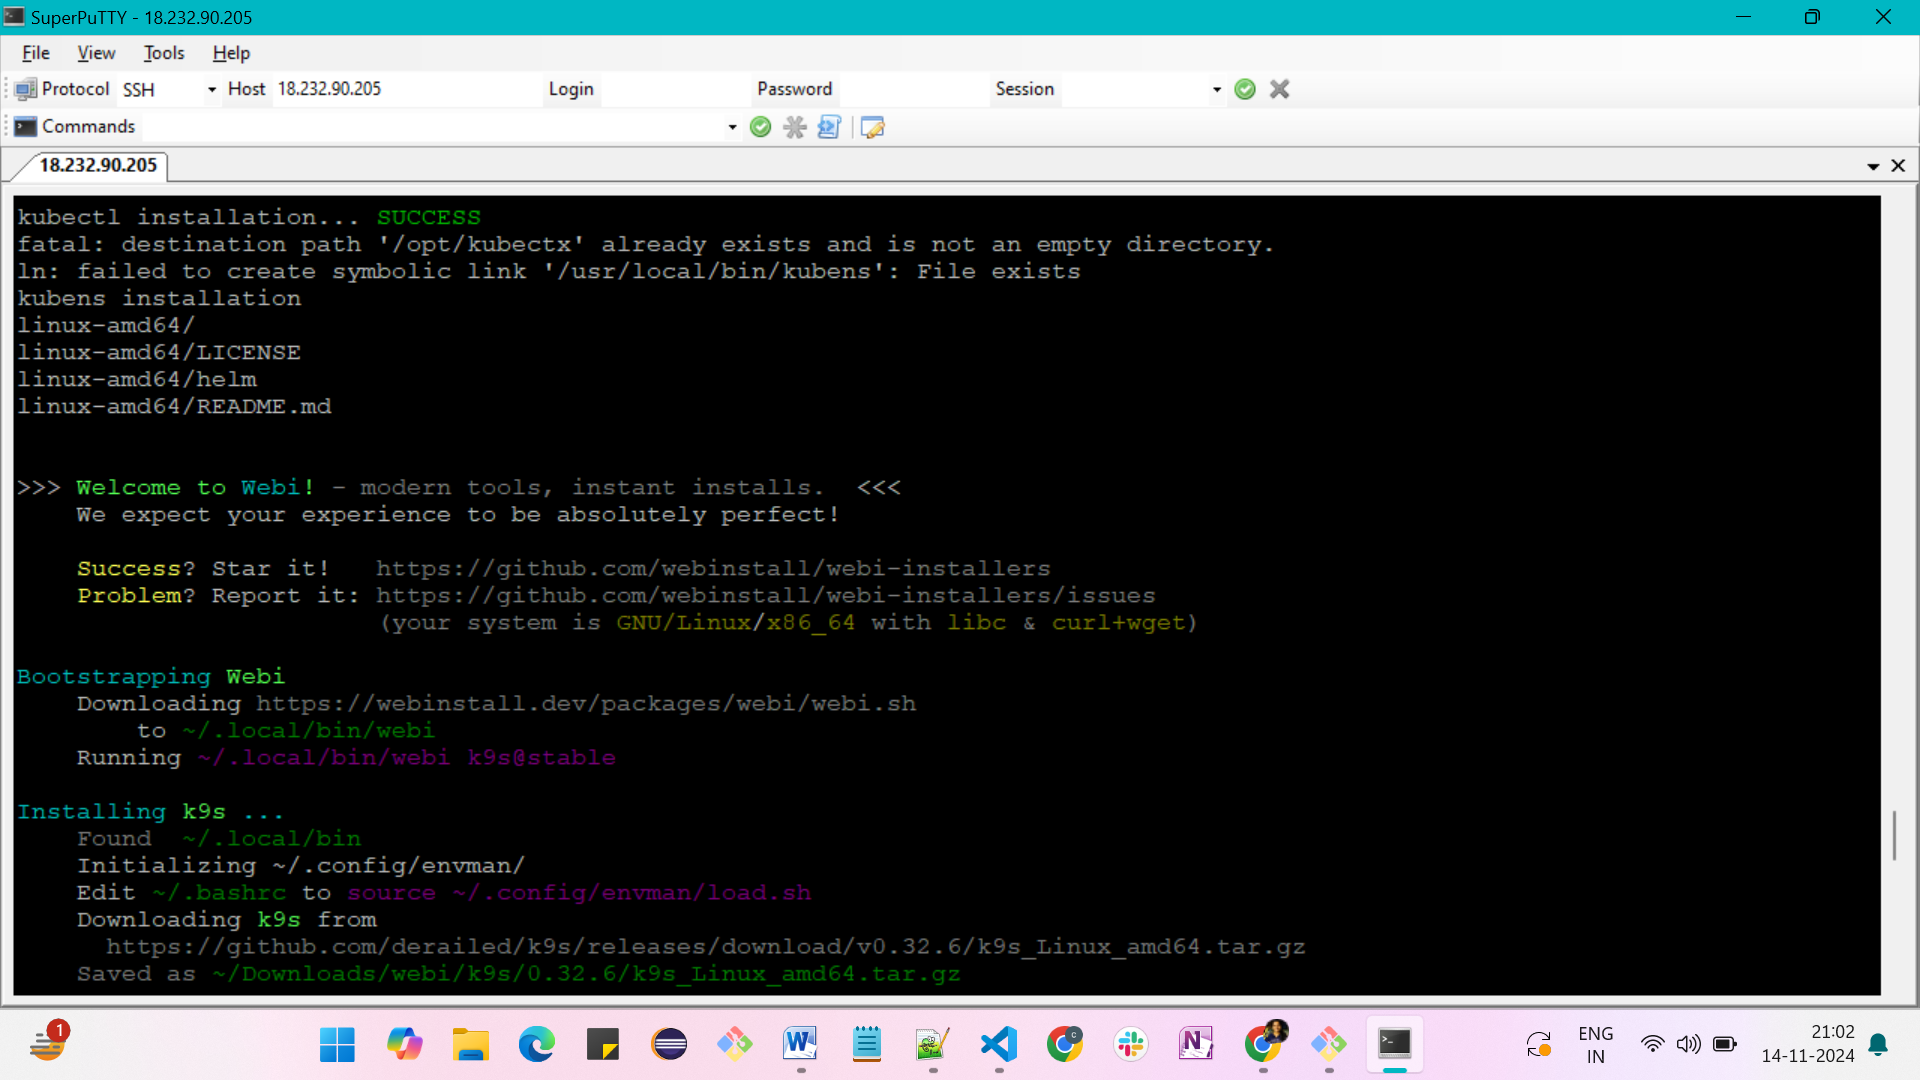 SuperPuTTY - 18.232.90.205
File View Tools Help
Protocol SSH Host 18.232.90.205 Login Password Session
Commands
18.232.90.205
kubectl installation... SUCCESS
fatal: destination path '/opt/kubectx' already exists and is not an empty directory.
ln: failed to create symbolic link '/usr/local/bin/kubens': File exists
kubens installation
linux-amd64/
linux-amd64/LICENSE
linux-amd64/helm
linux-amd64/README.md
>>> Welcome to Webi! - modern tools, instant installs. <<<
We expect your experience to be absolutely perfect!
Success? Star it! https://github.com/webinstall/webi-installers
Problem? Report it: https://github.com/webinstall/webi-installers/issues
(your system is GNU/Linux/x86_64 with libc & curl+wget)
Bootstrapping Webi
Downloading https://webinstall.dev/packages/webi/webi.sh
to ~/.local/bin/webi
Running ~/.local/bin/webi k9s@stable
Installing k9s ...
Found ~/.local/bin
Initializing ~/.config/envman/
Edit ~/.bashrc to source ~/.config/envman/load.sh
Downloading k9s from
https://github.com/derailed/k9s/releases/download/v0.32.6/k9s_Linux_amd64.tar.gz
Saved as ~/Downloads/webi/k9s/0.32.6/k9s_Linux_amd64.tar.gz
1
ENG
IN
21:02
14-11-2024